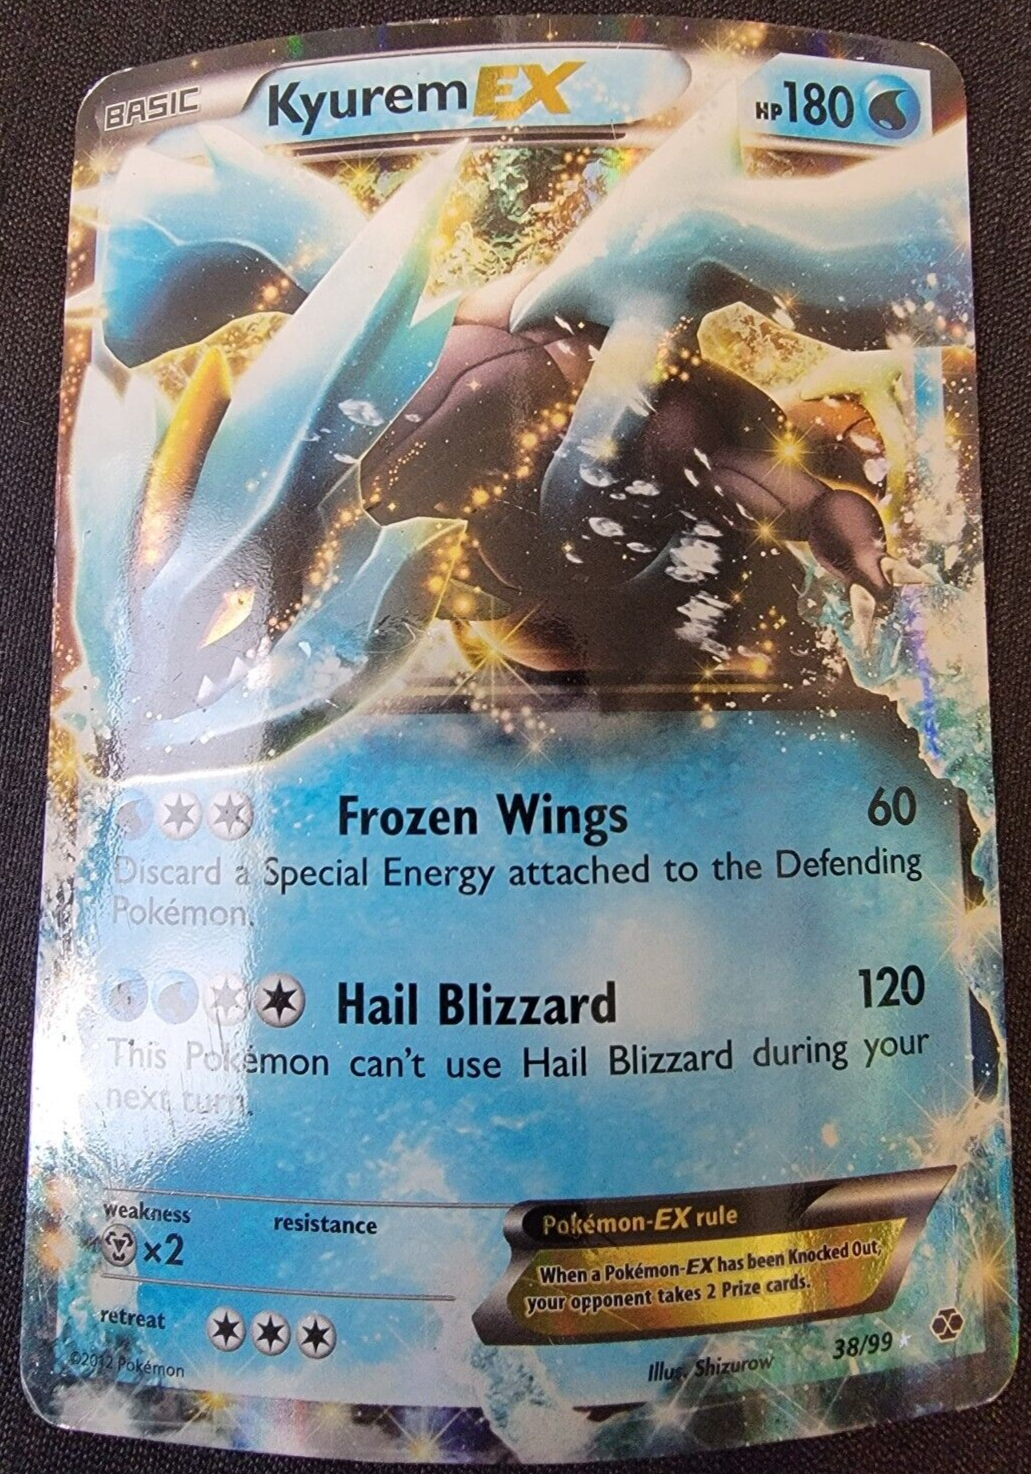 BASIC
Kyurem EX
HP 180
Frozen Wings 60
Discard a Special Energy attached to the Defending
Pokémon.
Hail Blizzard 120
This Pokémon can't use Hail Blizzard during your
next turn.
weakness
×2
resistance
retreat
Pokémon-EX rule
When a Pokémon-EX has been Knocked Out,
your opponent takes 2 Prize cards.
©2012 Pokémon
Illus. Shizurow
38/99